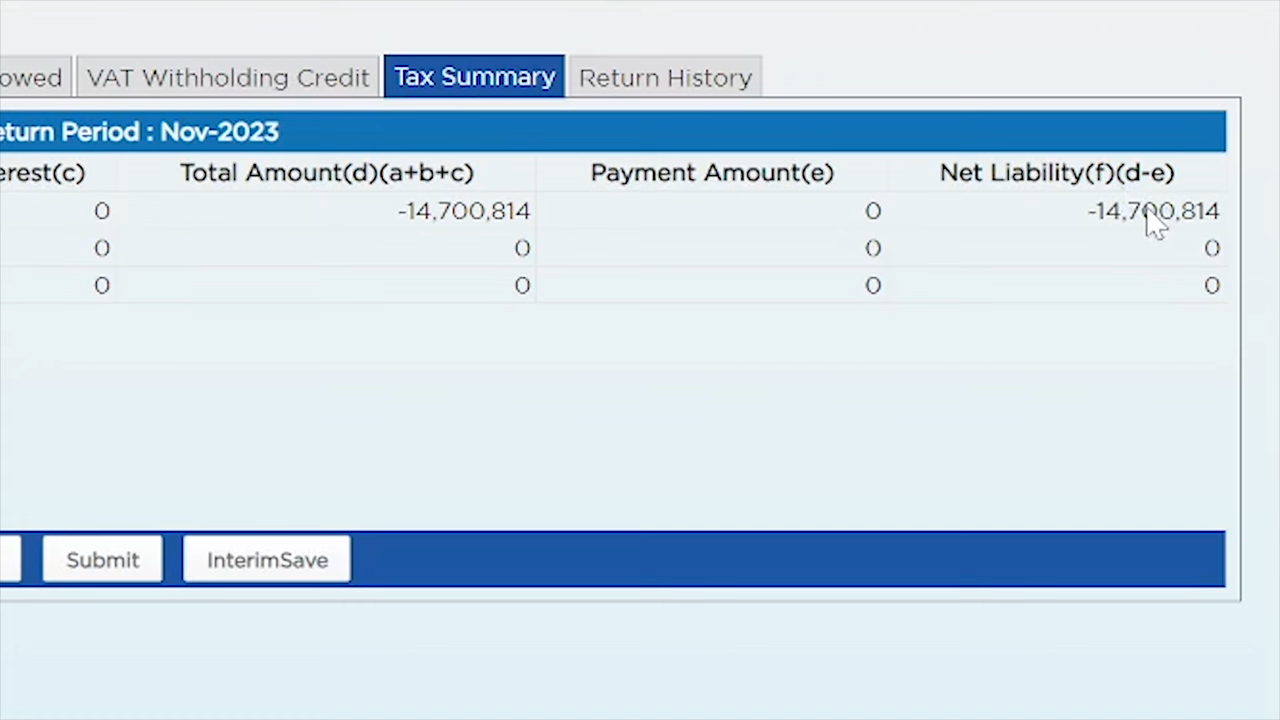 owed VAT Withholding Credit Tax Summary Return History
eturn Period : Nov-2023
erest(c) Total Amount(d)(a+b+c) Payment Amount(e) Net Liability(f)(d-e)
0 -14,700,814 0 -14,700,814
0 0 0 0
0 0 0 0
Submit InterimSave